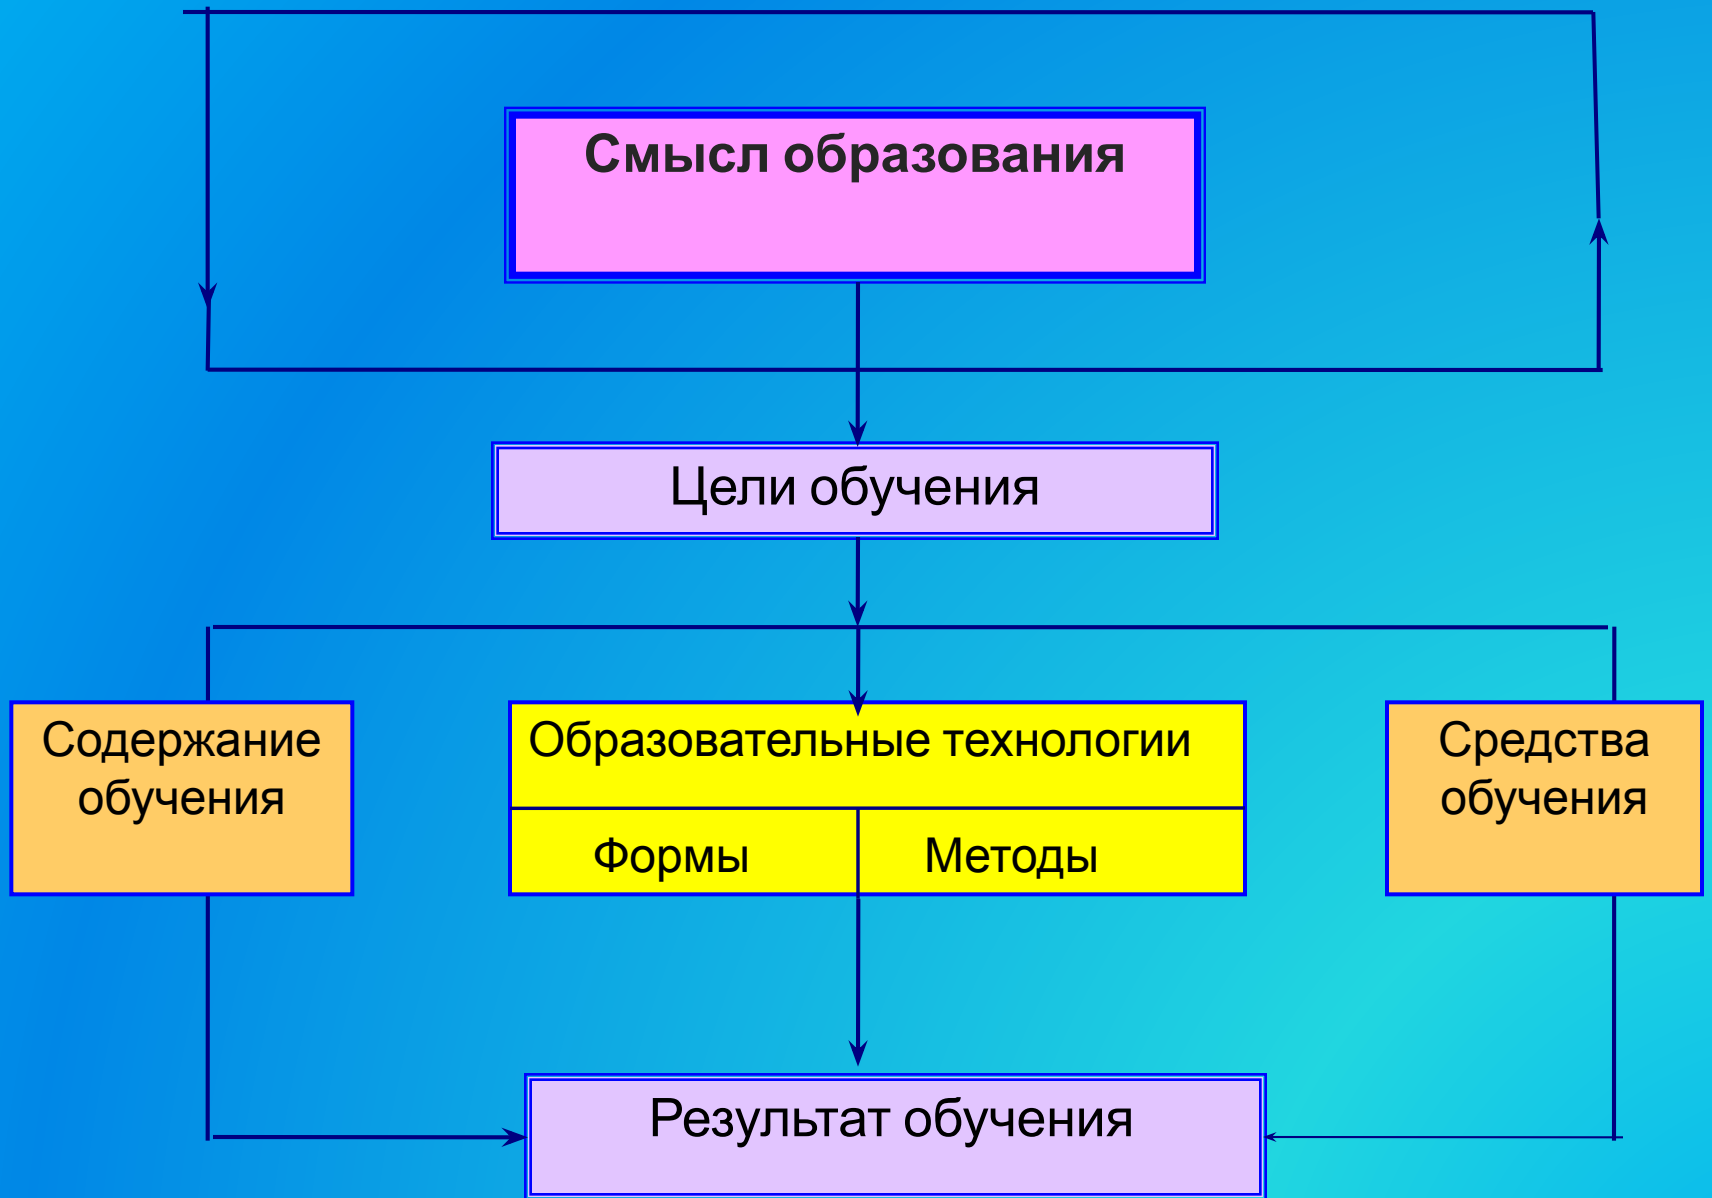 Смысл образования
Цели обучения
Содержание
обучения
Образовательные технологии
Формы
Методы
Средства
обучения
Результат обучения